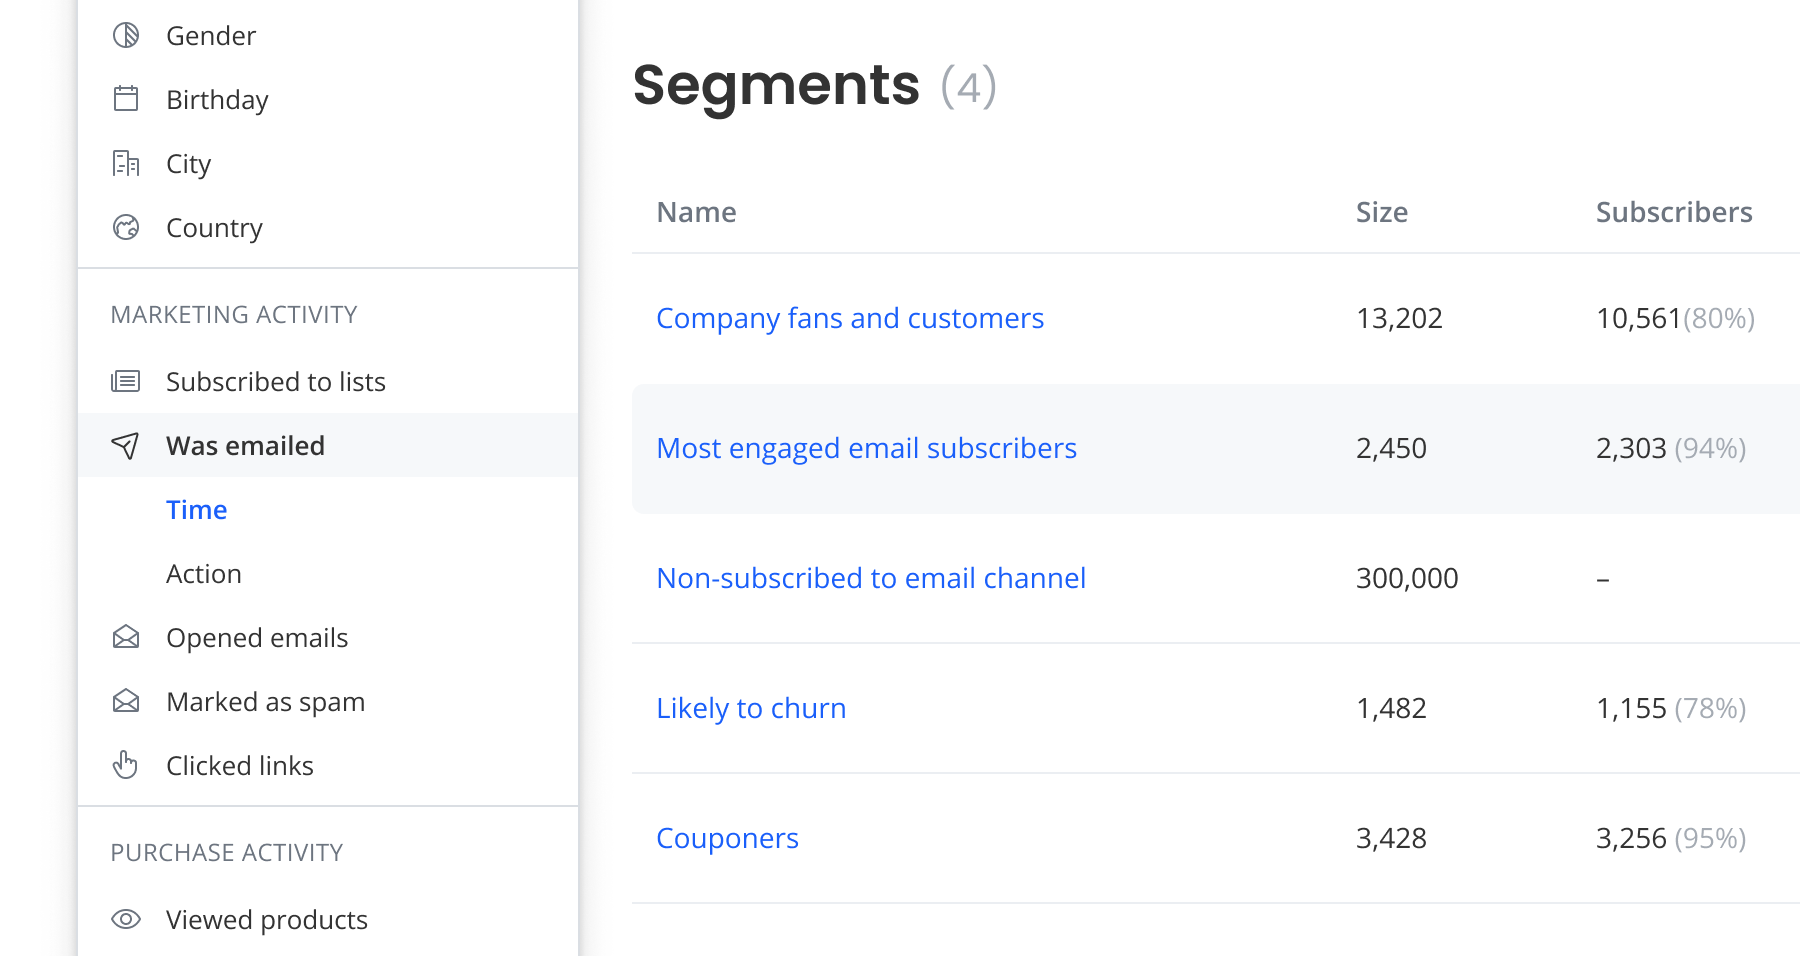 Gender
Birthday
City
Country
MARKETING ACTIVITY
Subscribed to lists
Was emailed
Time
Action
Opened emails
Marked as spam
Clicked links
PURCHASE ACTIVITY
Viewed products
Segments (4)
Name Size Subscribers
Company fans and customers 13,202 10,561(80%)
Most engaged email subscribers 2,450 2,303 (94%)
Non-subscribed to email channel 300,000 –
Likely to churn 1,482 1,155 (78%)
Couponers 3,428 3,256 (95%)